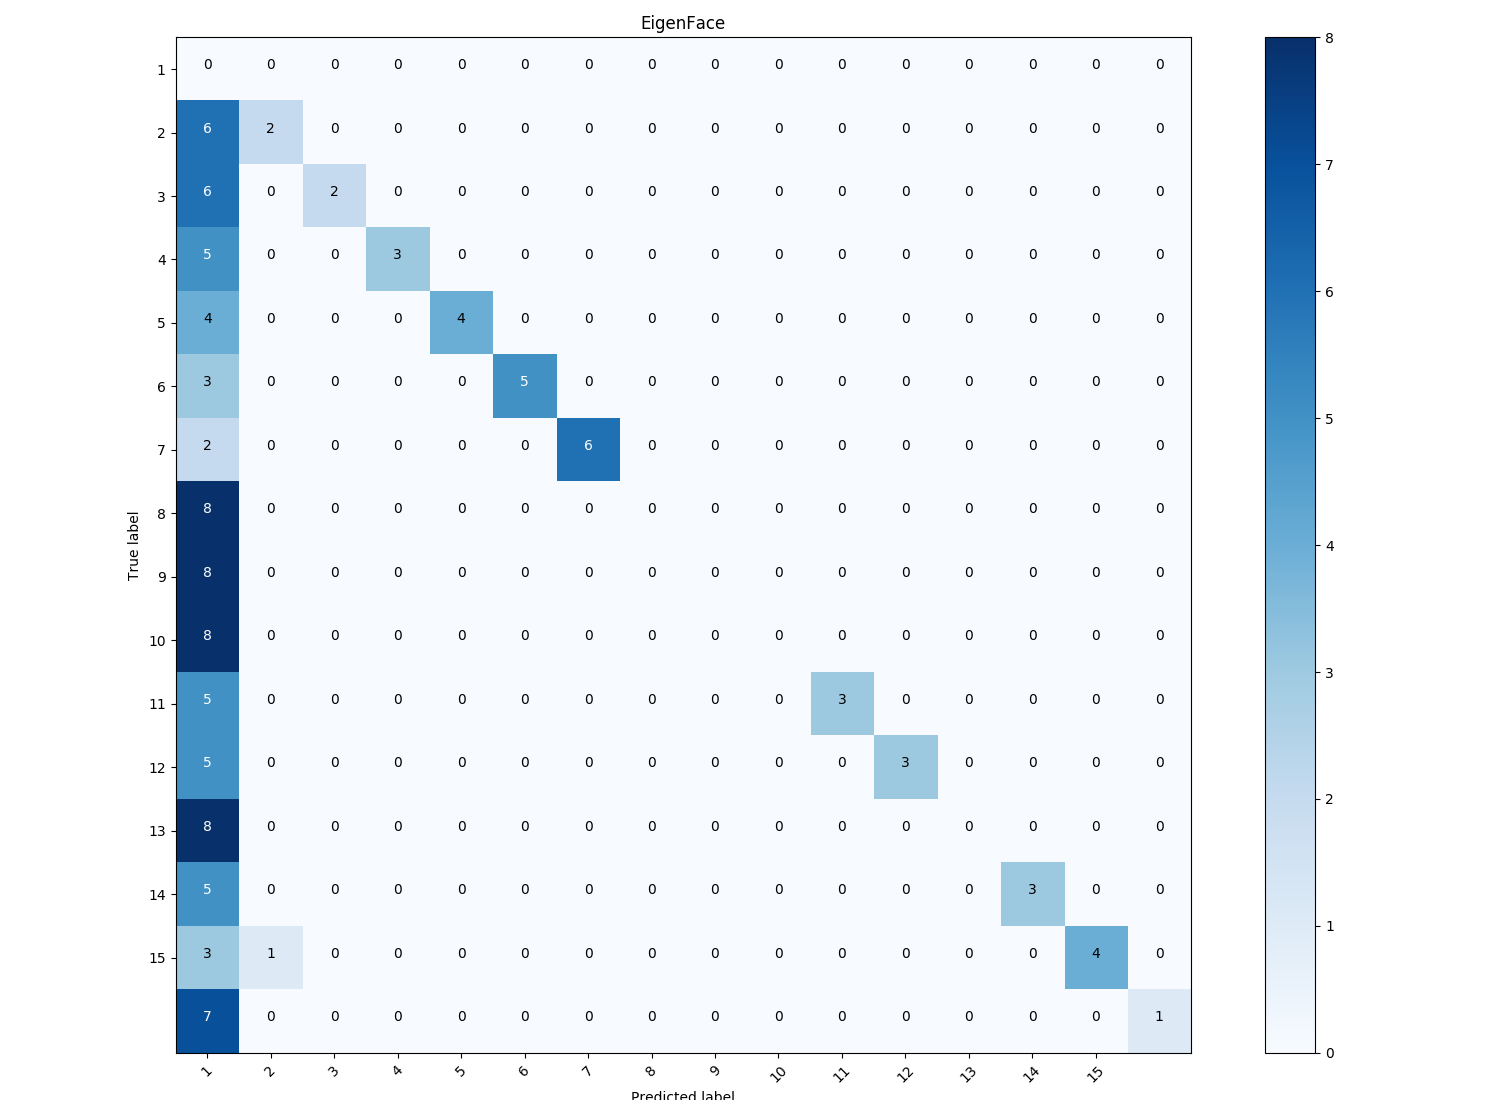 EigenFace
1 0 0 0 0 0 0 0 0 0 0 0 0 0 0 0 0
2 6 2 0 0 0 0 0 0 0 0 0 0 0 0 0 0
3 6 0 2 0 0 0 0 0 0 0 0 0 0 0 0 0
4 5 0 0 3 0 0 0 0 0 0 0 0 0 0 0 0
5 4 0 0 0 4 0 0 0 0 0 0 0 0 0 0 0
6 3 0 0 0 0 5 0 0 0 0 0 0 0 0 0 0
7 2 0 0 0 0 0 6 0 0 0 0 0 0 0 0 0
8 8 0 0 0 0 0 0 0 0 0 0 0 0 0 0 0
9 8 0 0 0 0 0 0 0 0 0 0 0 0 0 0 0
10 8 0 0 0 0 0 0 0 0 0 0 0 0 0 0 0
11 5 0 0 0 0 0 0 0 0 0 3 0 0 0 0 0
12 5 0 0 0 0 0 0 0 0 0 0 3 0 0 0 0
13 8 0 0 0 0 0 0 0 0 0 0 0 0 0 0 0
14 5 0 0 0 0 0 0 0 0 0 0 0 0 3 0 0
15 3 1 0 0 0 0 0 0 0 0 0 0 0 0 4 0
7 0 0 0 0 0 0 0 0 0 0 0 0 0 0 1
1 2 3 4 5 6 7 8 9 10 11 12 13 14 15
True label
Predicted label
8
7
6
5
4
3
2
1
0